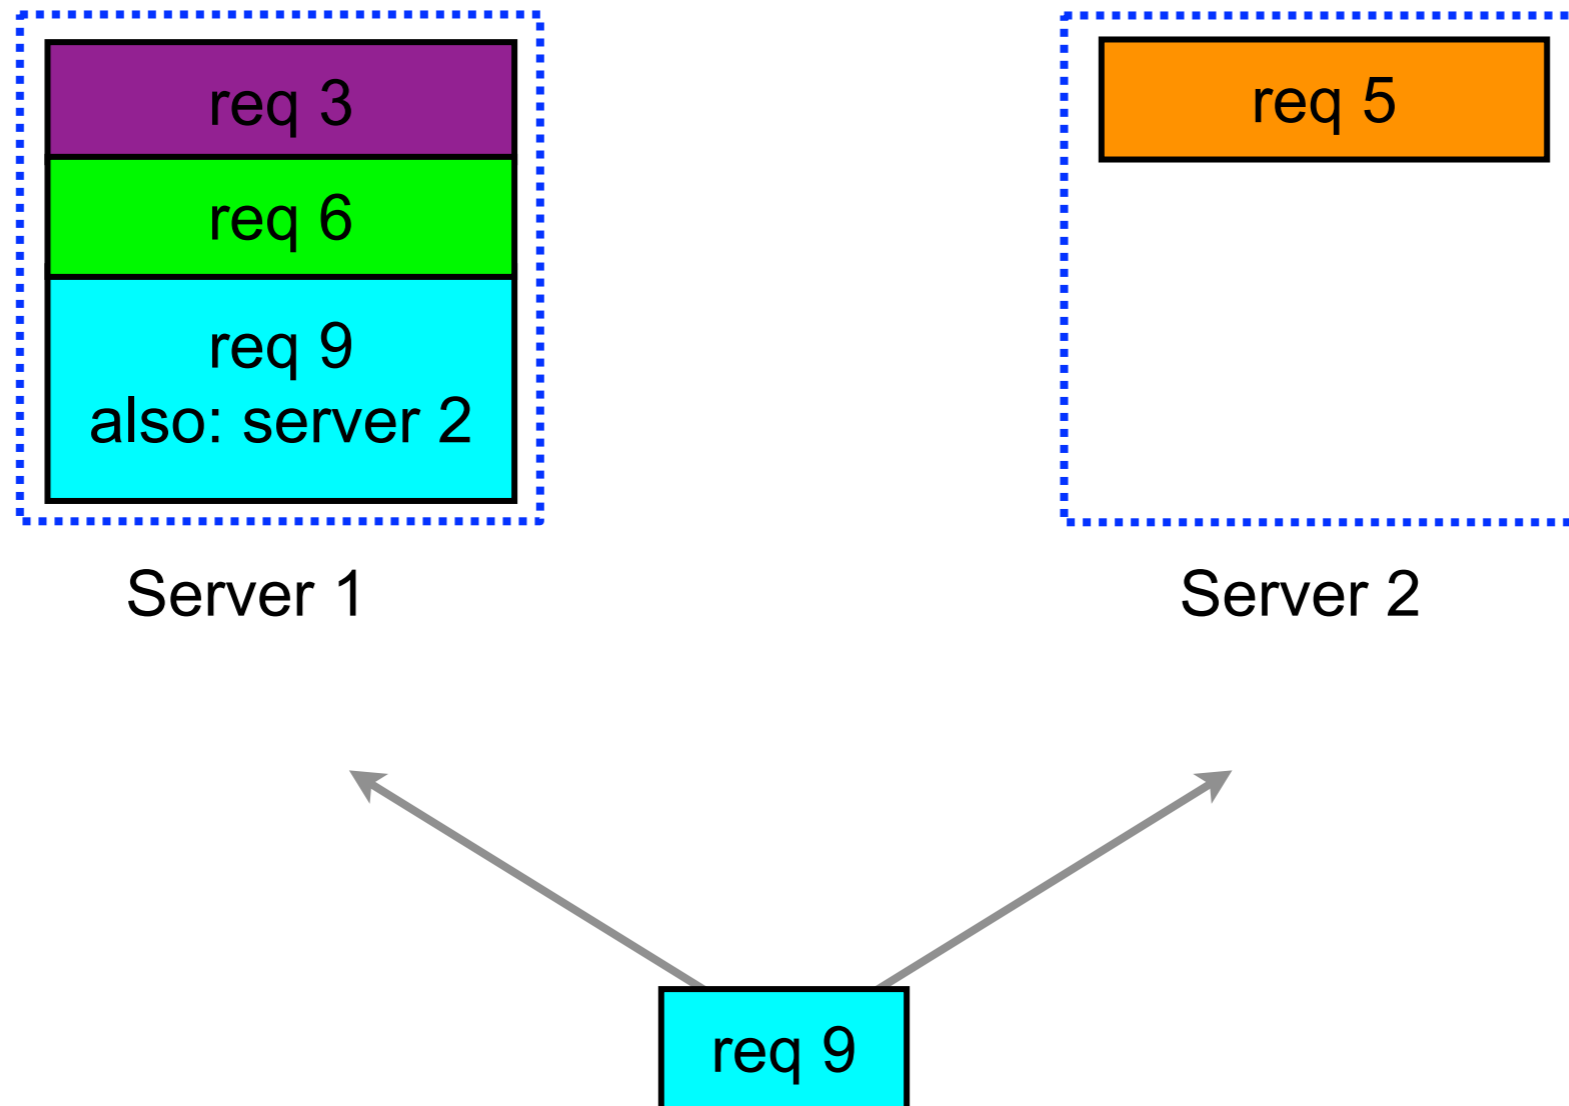 req 3
req 6
req 9
also: server 2
Server 1
req 5
Server 2
req 9